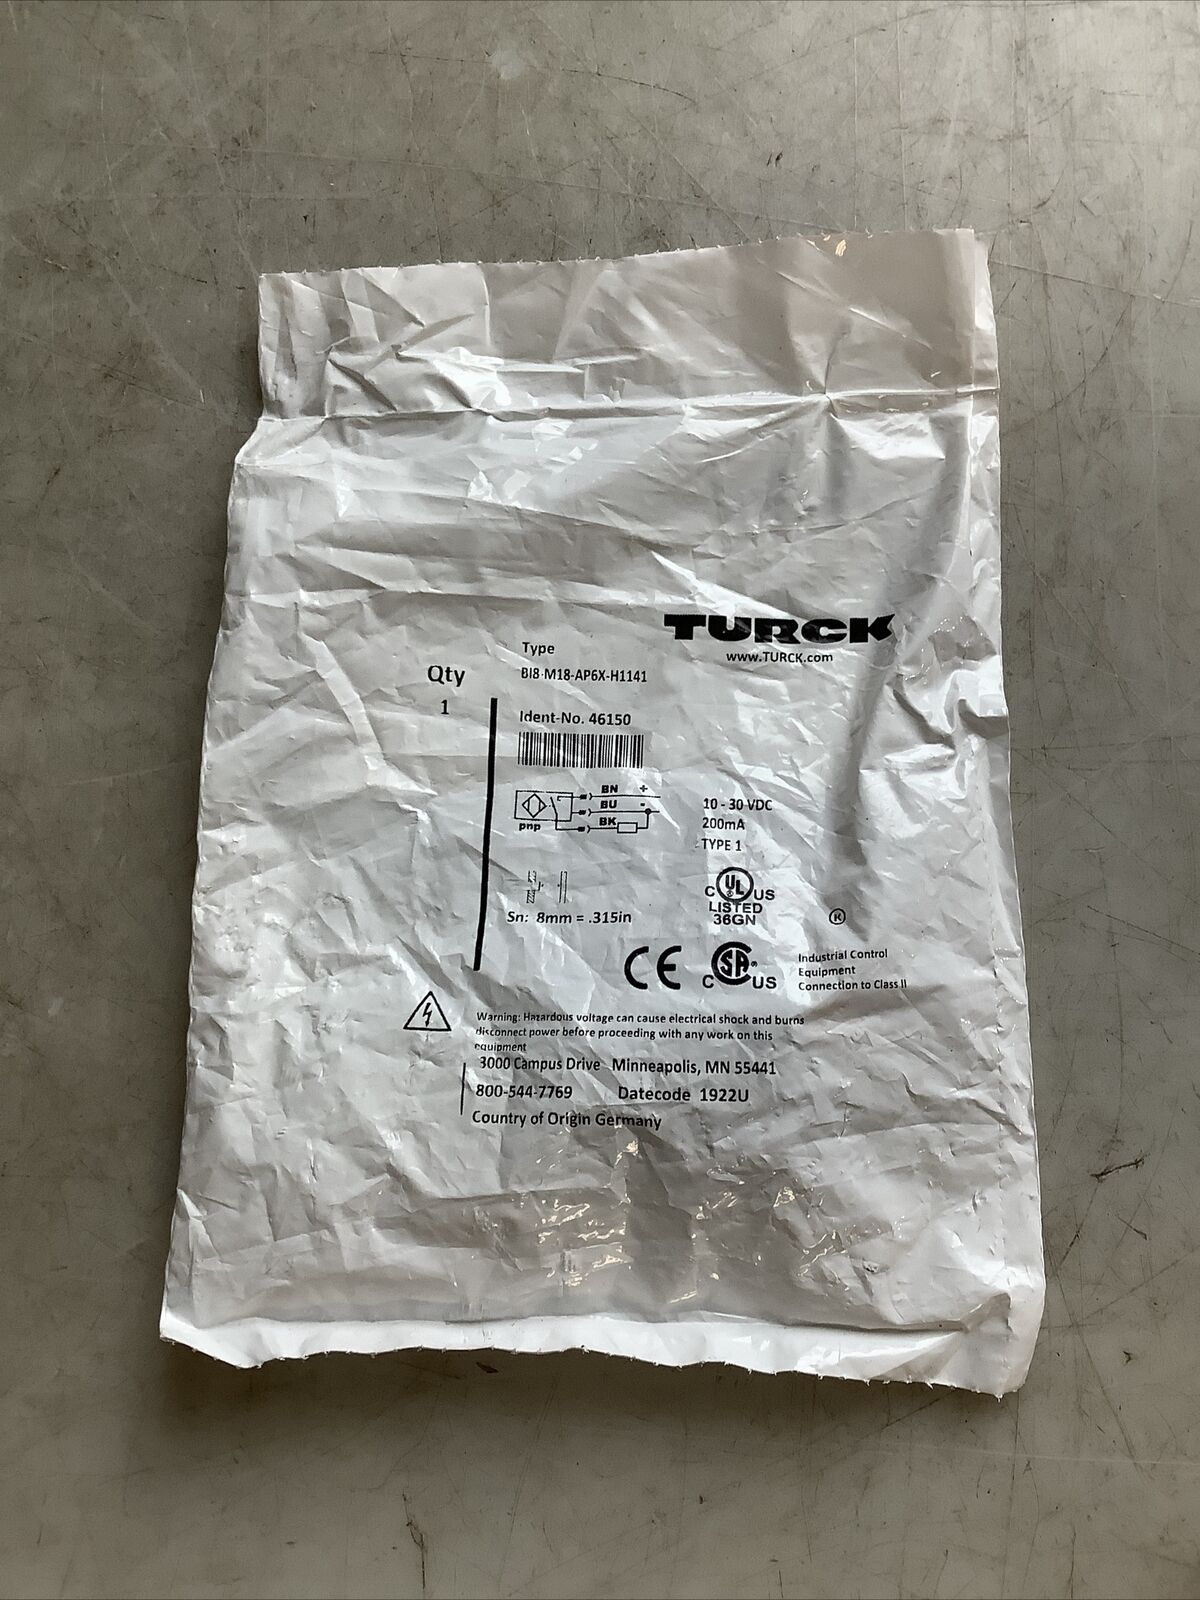 TURCK
www.TURCK.com
Type
BI8-M18-AP6X-H1141
Qty
1
Ident-No. 46150
BN +
BU -
BK
pnp
10 - 30 VDC
200mA
TYPE 1
Sn: 8mm = .315in
C UL US
LISTED
36GN
®
CE
C SA® US
Industrial Control
Equipment
Connection to Class II
Warning: Hazardous voltage can cause electrical shock and burns
disconnect power before proceeding with any work on this
equipment
3000 Campus Drive Minneapolis, MN 55441
800-544-7769 Datecode 1922U
Country of Origin Germany